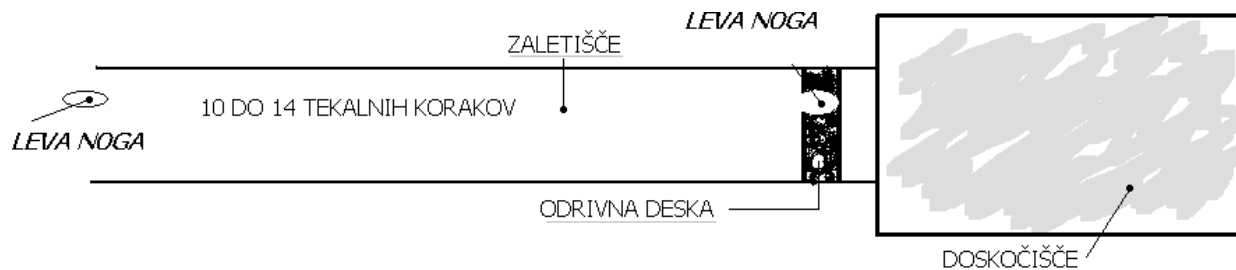 LEVA NOGA
ZALETIŠČE
10 DO 14 TEKALNIH KORAKOV
LEVA NOGA
ODRIVNA DESKA
DOSKOČIŠČE